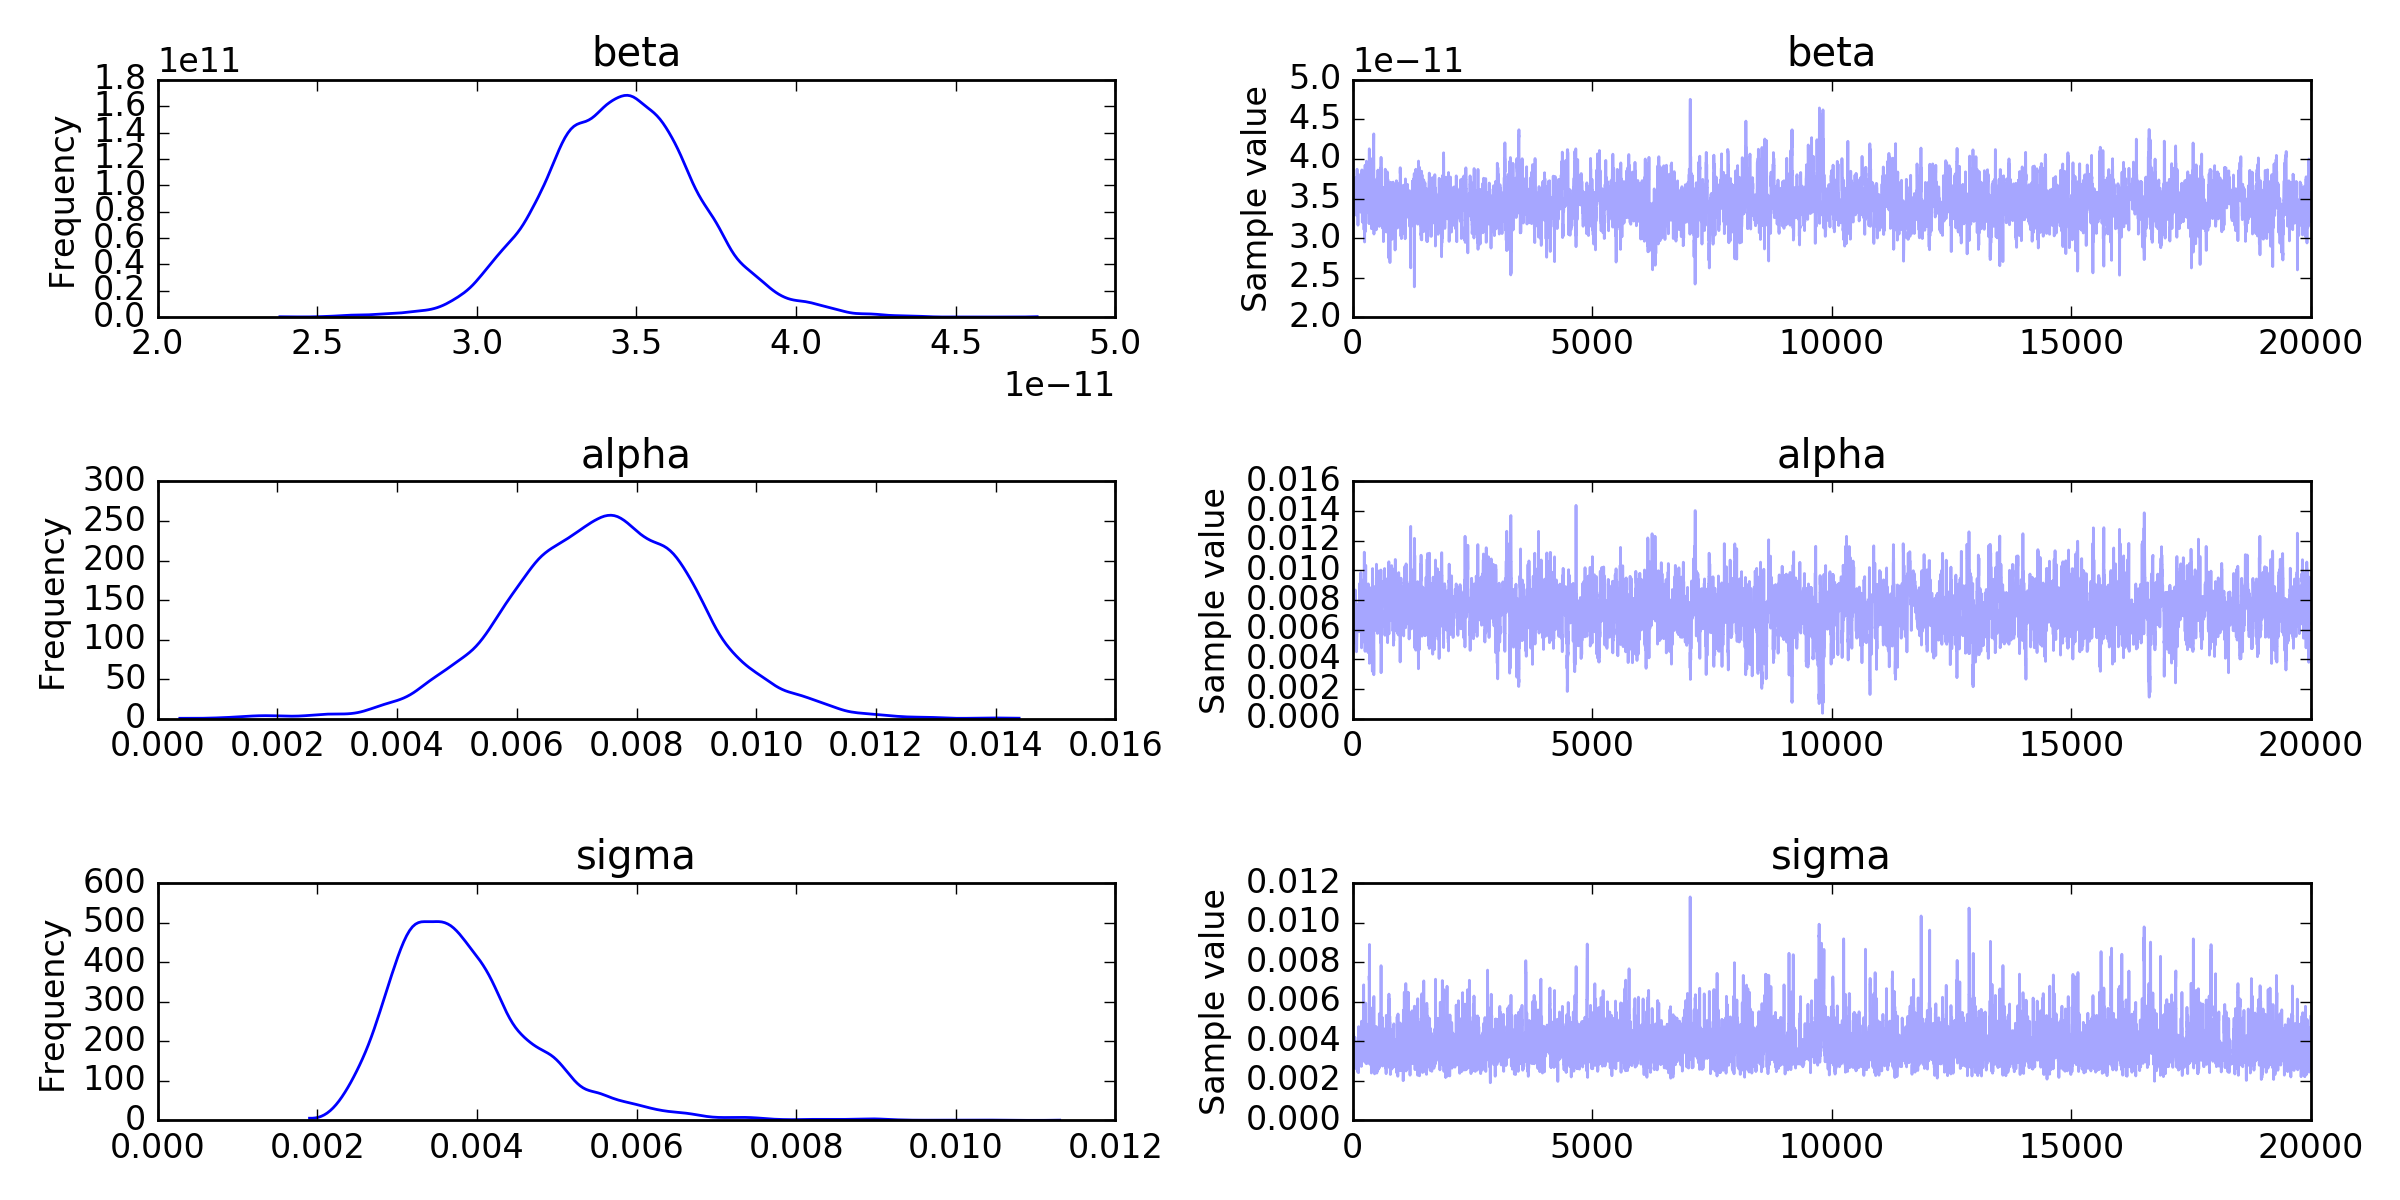 beta
1e11
1.8
1.6
1.4
1.2
1.0
0.8
0.6
0.4
0.2
0.0
Frequency
2.0 2.5 3.0 3.5 4.0 4.5 5.0
1e−11
beta
1e−11
5.0
4.5
4.0
3.5
3.0
2.5
2.0
Sample value
0 5000 10000 15000 20000
alpha
300
250
200
150
100
50
0
Frequency
0.000 0.002 0.004 0.006 0.008 0.010 0.012 0.014 0.016
alpha
0.016
0.014
0.012
0.010
0.008
0.006
0.004
0.002
0.000
Sample value
0 5000 10000 15000 20000
sigma
600
500
400
300
200
100
0
Frequency
0.000 0.002 0.004 0.006 0.008 0.010 0.012
sigma
0.012
0.010
0.008
0.006
0.004
0.002
0.000
Sample value
0 5000 10000 15000 20000